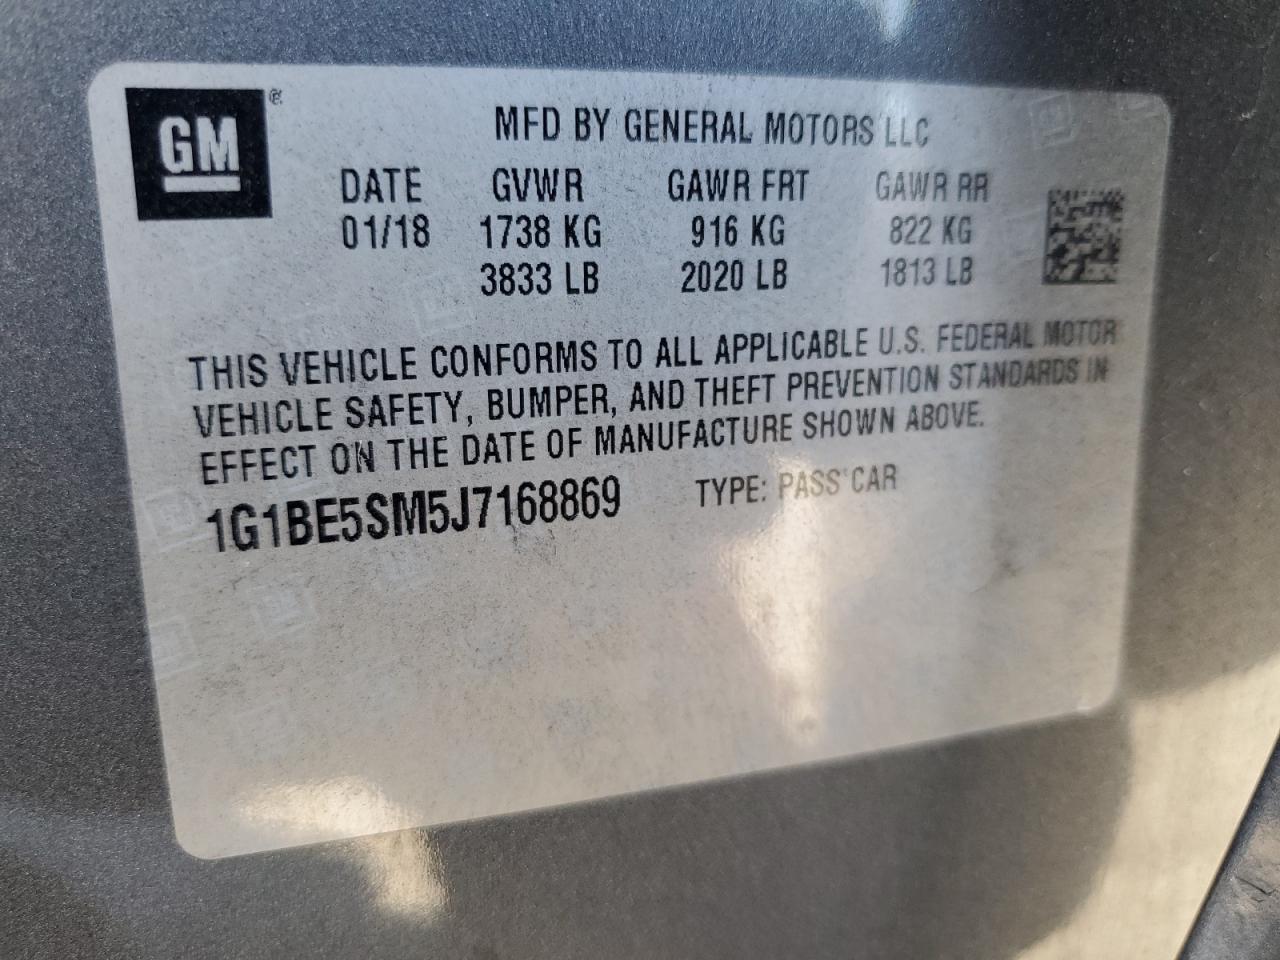 GM ®
MFD BY GENERAL MOTORS LLC
DATE GVWR GAWR FRT GAWR RR
01/18 1738 KG 916 KG 822 KG
3833 LB 2020 LB 1813 LB
THIS VEHICLE CONFORMS TO ALL APPLICABLE U.S. FEDERAL MOTOR
VEHICLE SAFETY, BUMPER, AND THEFT PREVENTION STANDARDS IN
EFFECT ON THE DATE OF MANUFACTURE SHOWN ABOVE.
1G1BE5SM5J7168869 TYPE: PASS CAR